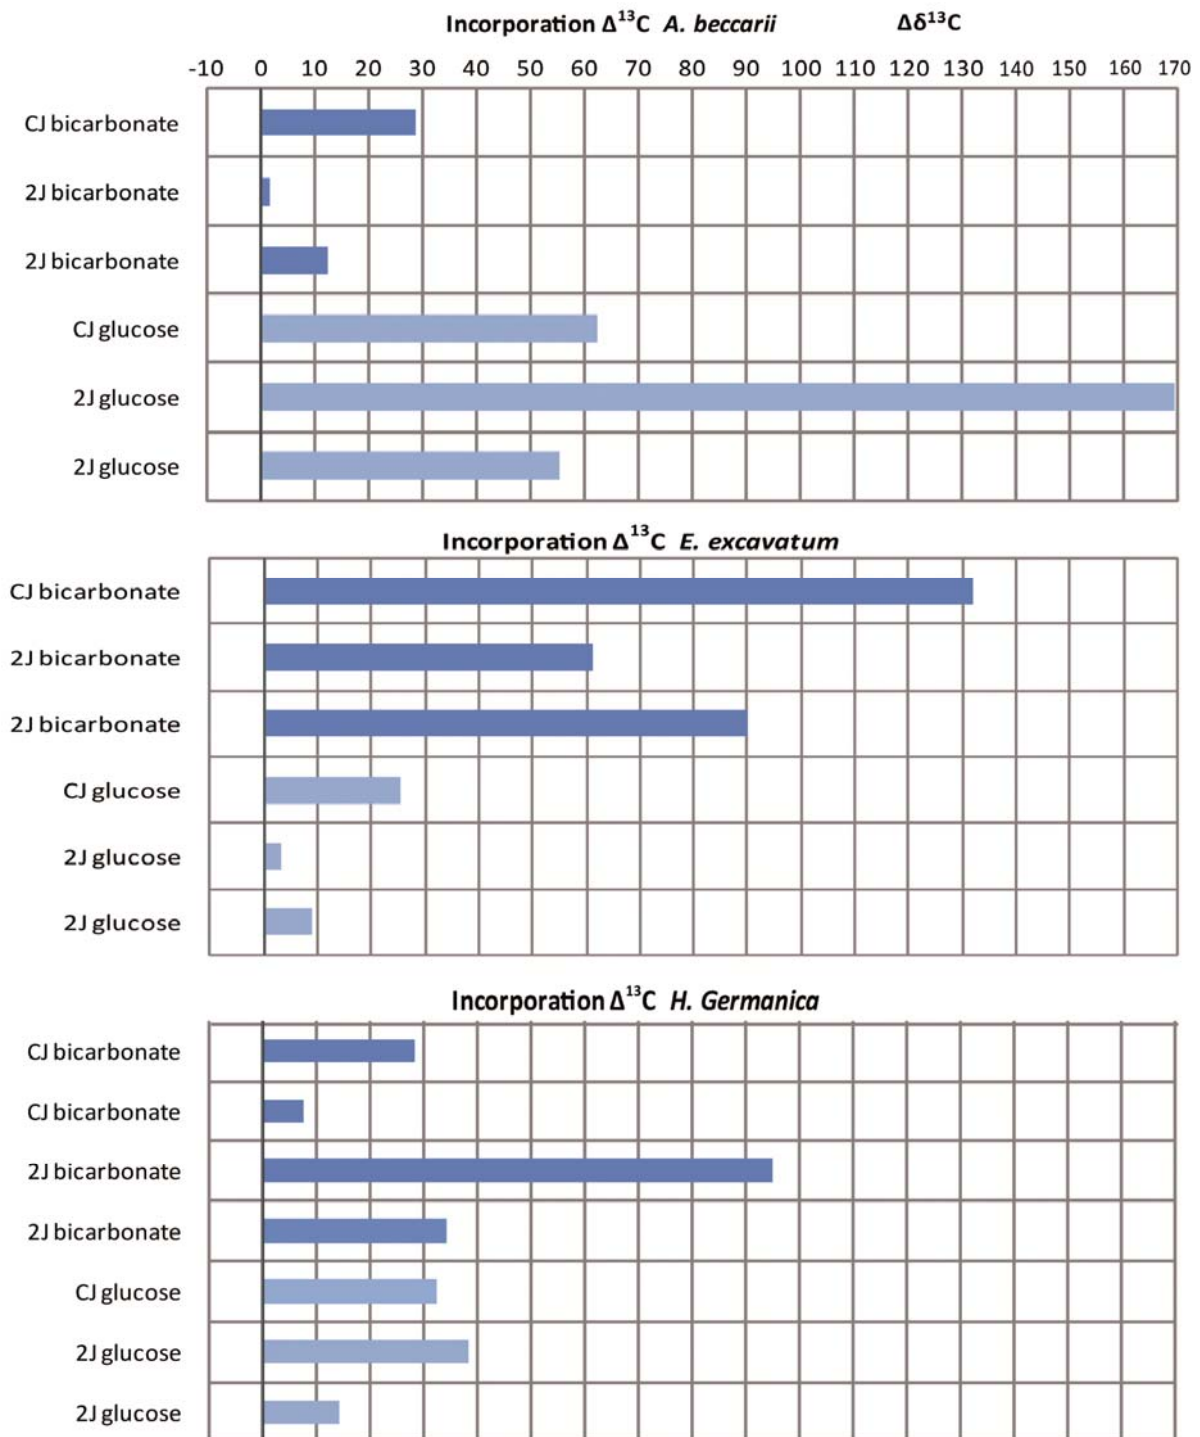 Incorporation Δ¹³C A. beccarii Δδ¹³C
-10 0 10 20 30 40 50 60 70 80 90 100 110 120 130 140 150 160 170
CJ bicarbonate
2J bicarbonate
2J bicarbonate
CJ glucose
2J glucose
2J glucose
Incorporation Δ¹³C E. excavatum
CJ bicarbonate
2J bicarbonate
2J bicarbonate
CJ glucose
2J glucose
2J glucose
Incorporation Δ¹³C H. Germanica
CJ bicarbonate
CJ bicarbonate
2J bicarbonate
2J bicarbonate
CJ glucose
2J glucose
2J glucose